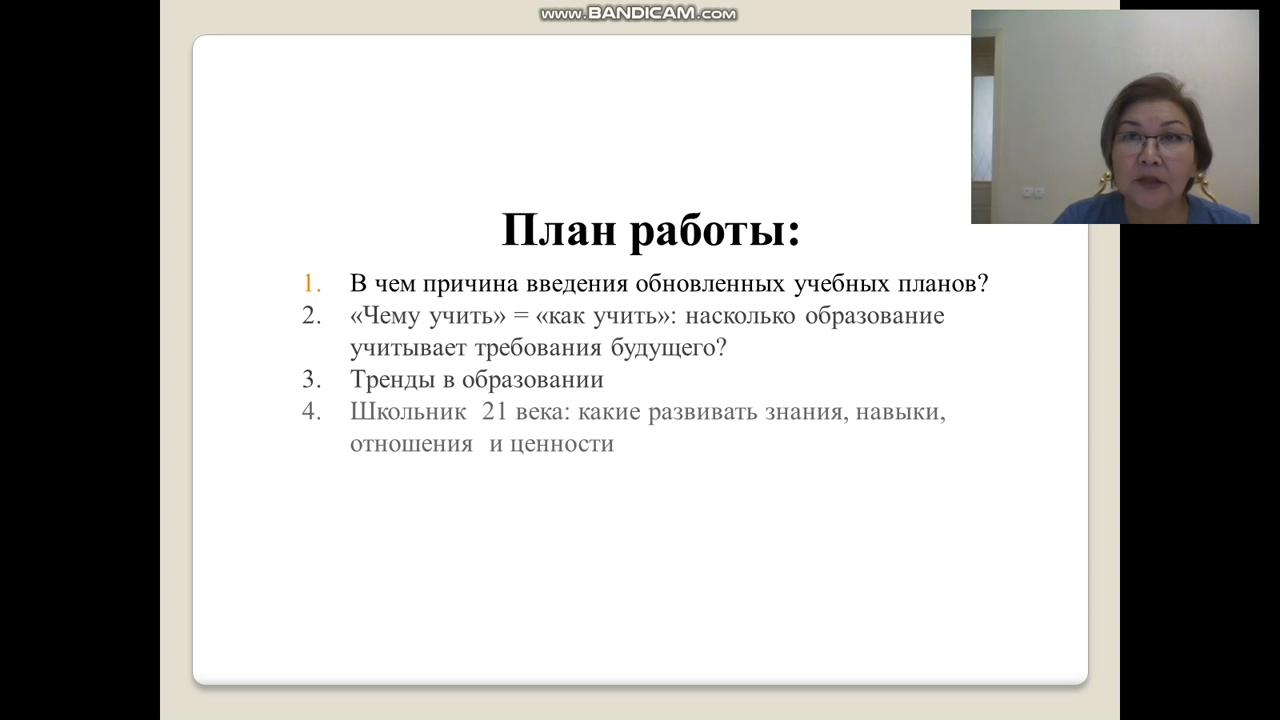 www.BANDICAM.com
План работы:
1. В чем причина введения обновленных учебных планов?
2. «Чему учить» = «как учить»: насколько образование
учитывает требования будущего?
3. Тренды в образовании
4. Школьник 21 века: какие развивать знания, навыки,
отношения и ценности